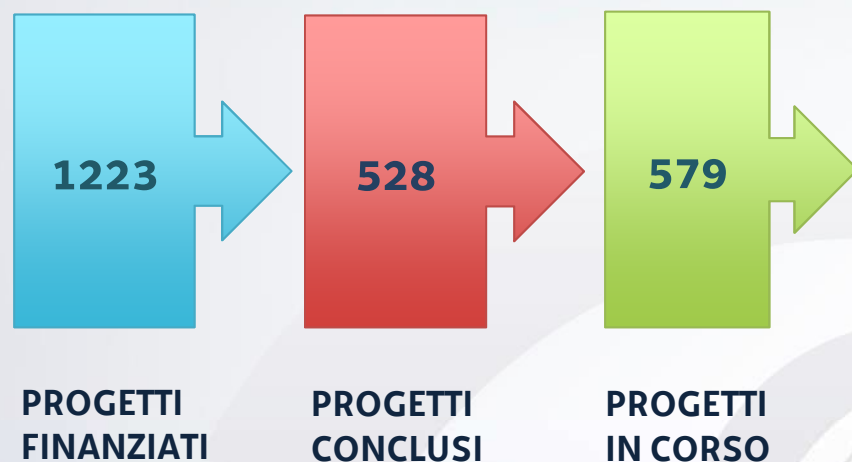 1223
528
579
PROGETTI
FINANZIATI
PROGETTI
CONCLUSI
PROGETTI
IN CORSO